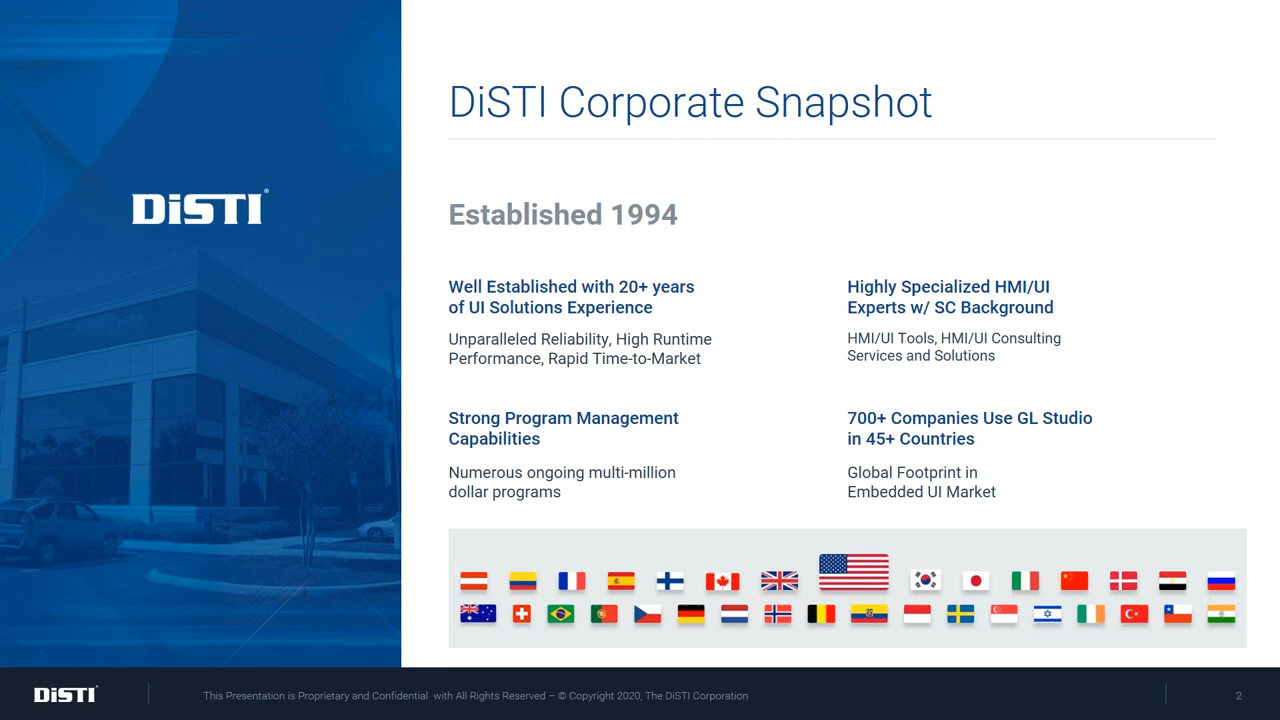 DiSTI®
DiSTI Corporate Snapshot
Established 1994
Well Established with 20+ years
of UI Solutions Experience
Unparalleled Reliability, High Runtime
Performance, Rapid Time-to-Market
Highly Specialized HMI/UI
Experts w/ SC Background
HMI/UI Tools, HMI/UI Consulting
Services and Solutions
Strong Program Management
Capabilities
Numerous ongoing multi-million
dollar programs
700+ Companies Use GL Studio
in 45+ Countries
Global Footprint in
Embedded UI Market
DiSTI
This Presentation is Proprietary and Confidential with All Rights Reserved – © Copyright 2020, The DiSTI Corporation
2